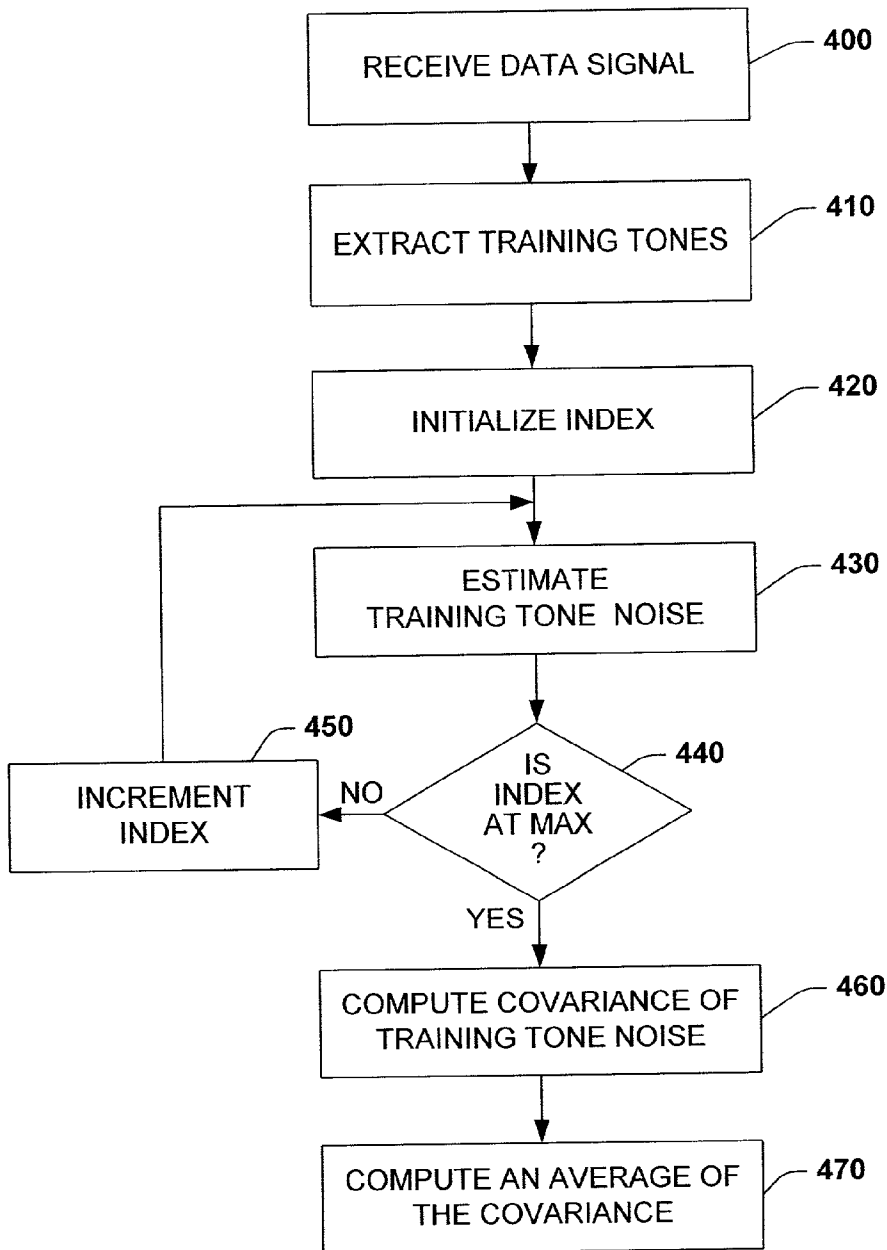 RECEIVE DATA SIGNAL
400
EXTRACT TRAINING TONES
410
INITIALIZE INDEX
420
ESTIMATE
TRAINING TONE NOISE
430
IS
INDEX
AT MAX
?
440
NO
450
INCREMENT
INDEX
YES
COMPUTE COVARIANCE OF
TRAINING TONE NOISE
460
COMPUTE AN AVERAGE OF
THE COVARIANCE
470